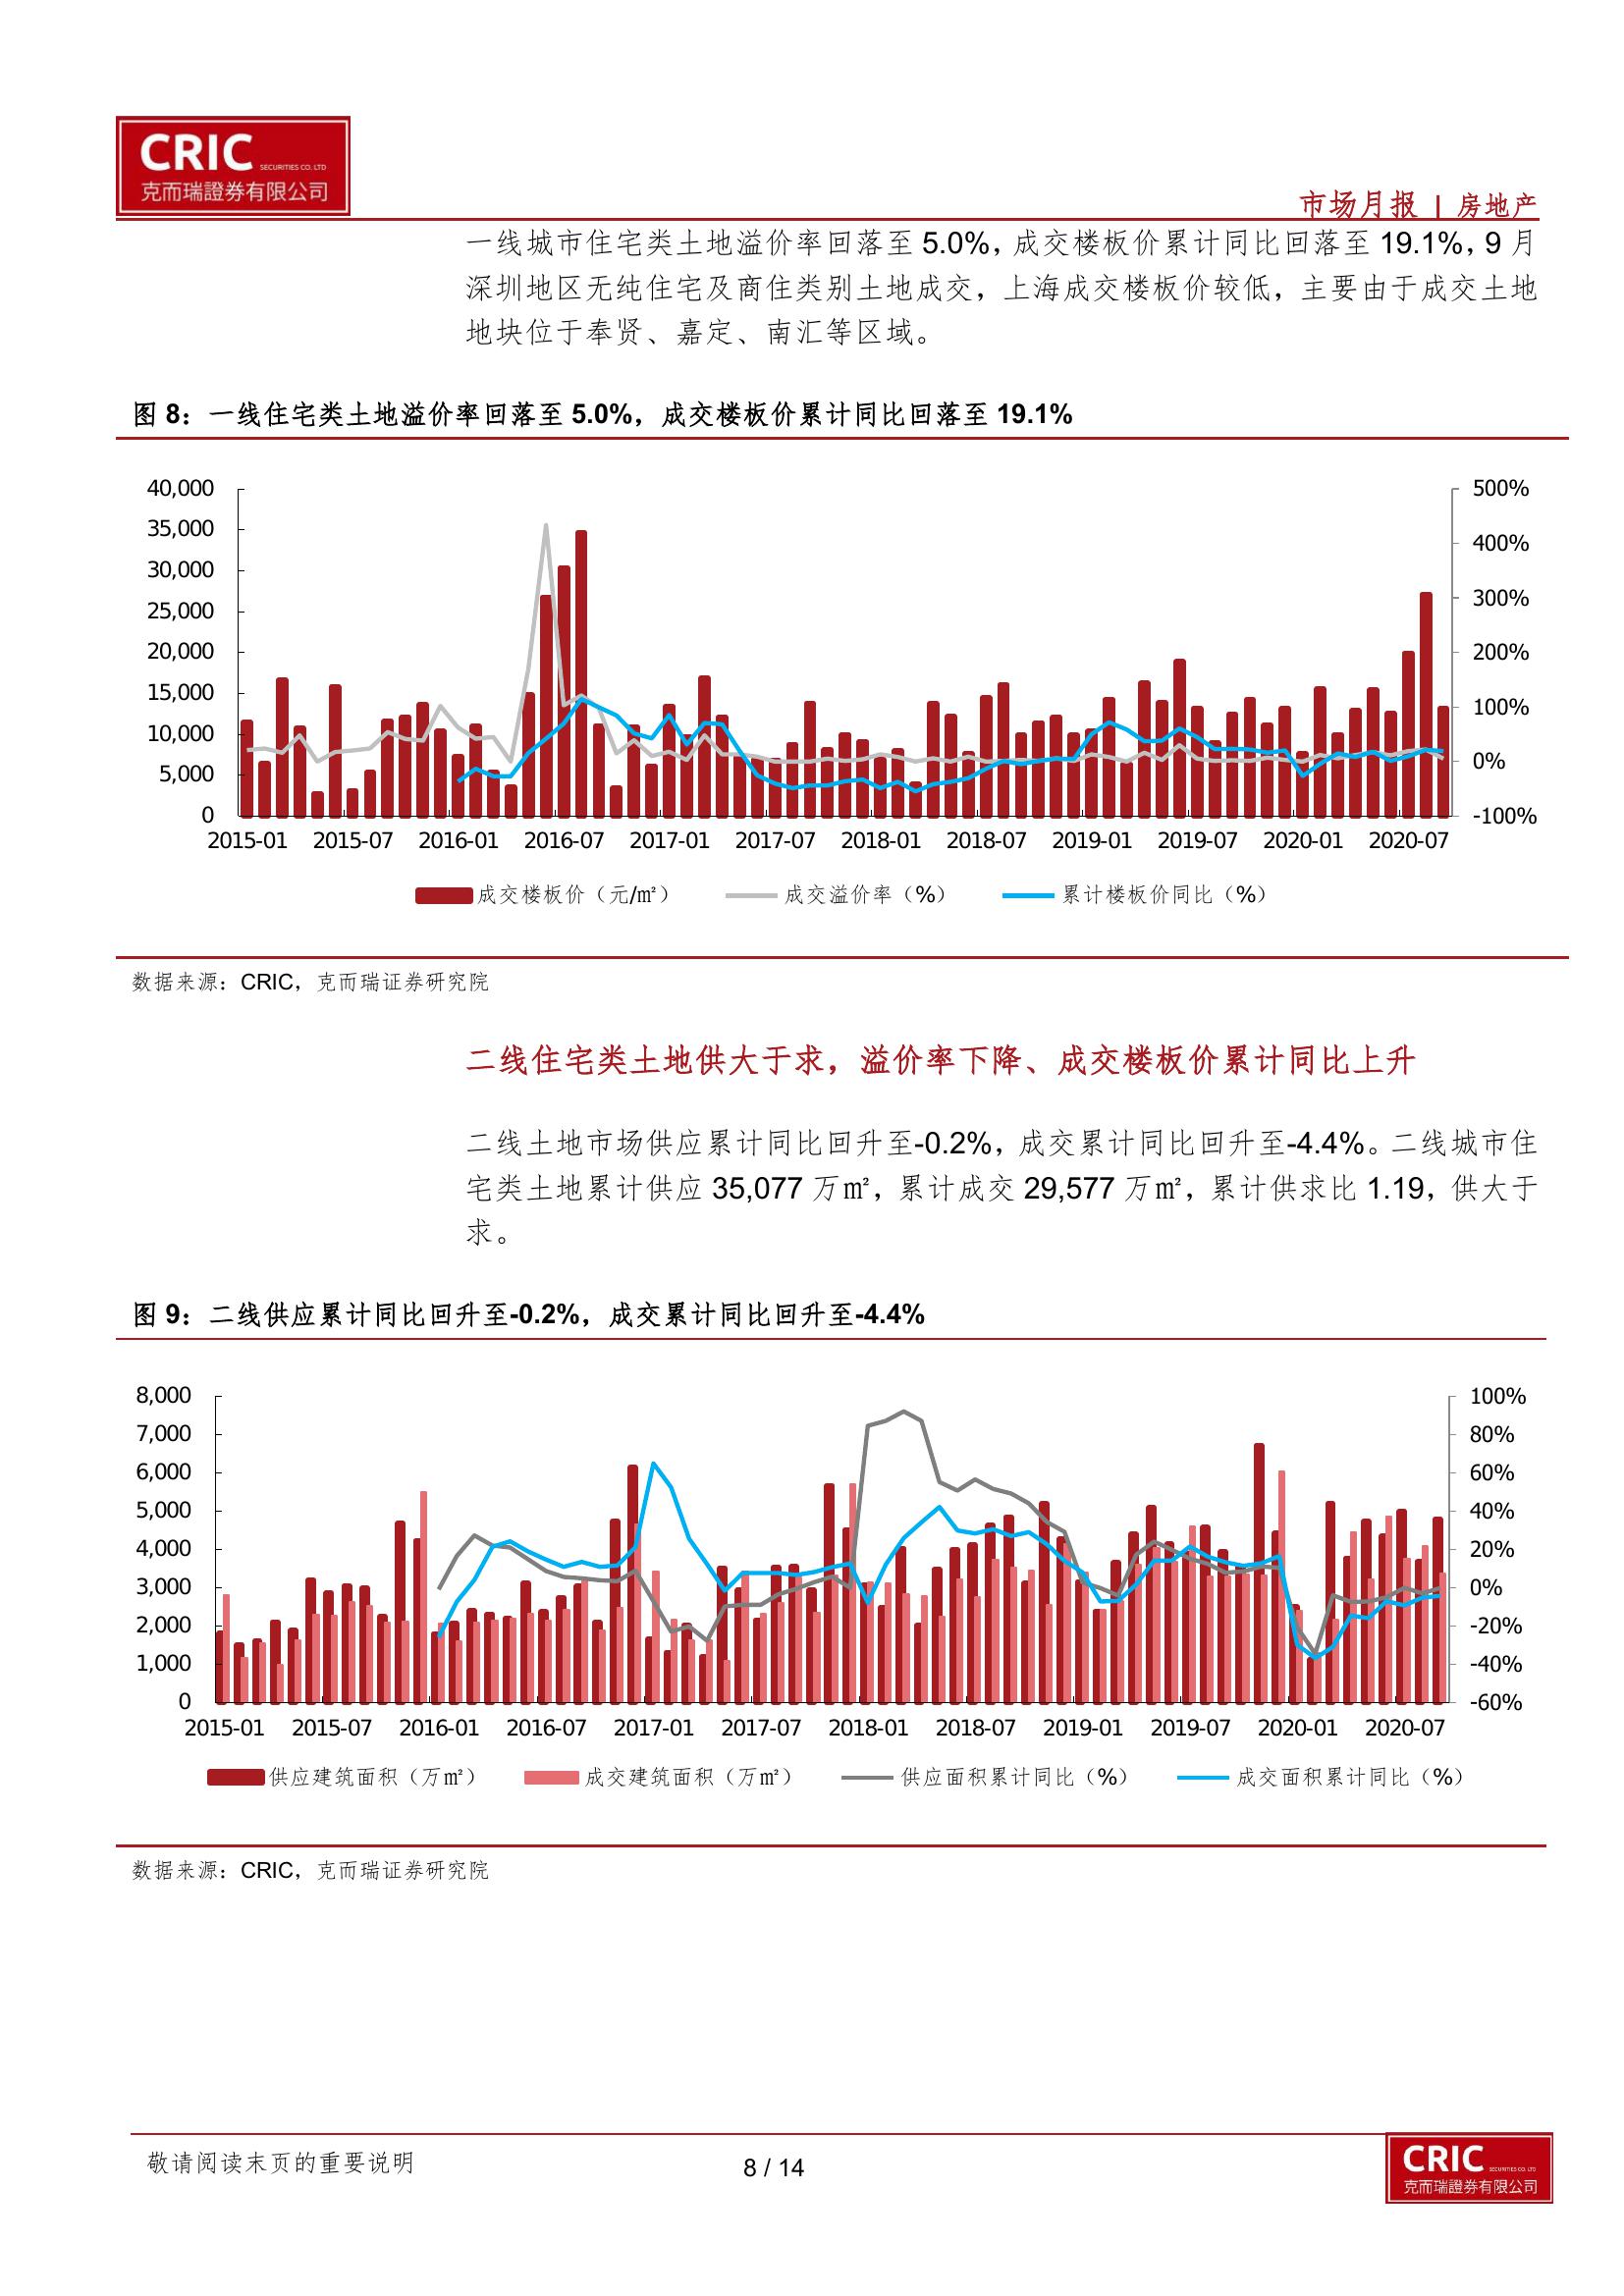 CRIC SECURITIES CO. LTD
克而瑞證券有限公司
市场月报 | 房地产
一线城市住宅类土地溢价率回落至 5.0%，成交楼板价累计同比回落至 19.1%，9 月
深圳地区无纯住宅及商住类别土地成交，上海成交楼板价较低，主要由于成交土地
地块位于奉贤、嘉定、南汇等区域。
图 8：一线住宅类土地溢价率回落至 5.0%，成交楼板价累计同比回落至 19.1%
40,000
35,000
30,000
25,000
20,000
15,000
10,000
5,000
0
500%
400%
300%
200%
100%
0%
-100%
2015-01 2015-07 2016-01 2016-07 2017-01 2017-07 2018-01 2018-07 2019-01 2019-07 2020-01 2020-07
成交楼板价（元/㎡） 成交溢价率（%） 累计楼板价同比（%）
数据来源：CRIC，克而瑞证券研究院
二线住宅类土地供大于求，溢价率下降、成交楼板价累计同比上升
二线土地市场供应累计同比回升至-0.2%，成交累计同比回升至-4.4%。二线城市住
宅类土地累计供应 35,077 万㎡，累计成交 29,577 万㎡，累计供求比 1.19，供大于
求。
图 9：二线供应累计同比回升至-0.2%，成交累计同比回升至-4.4%
8,000
7,000
6,000
5,000
4,000
3,000
2,000
1,000
0
100%
80%
60%
40%
20%
0%
-20%
-40%
-60%
2015-01 2015-07 2016-01 2016-07 2017-01 2017-07 2018-01 2018-07 2019-01 2019-07 2020-01 2020-07
供应建筑面积（万㎡） 成交建筑面积（万㎡） 供应面积累计同比（%） 成交面积累计同比（%）
数据来源：CRIC，克而瑞证券研究院
敬请阅读末页的重要说明
8 / 14
CRIC SECURITIES CO. LTD
克而瑞證券有限公司